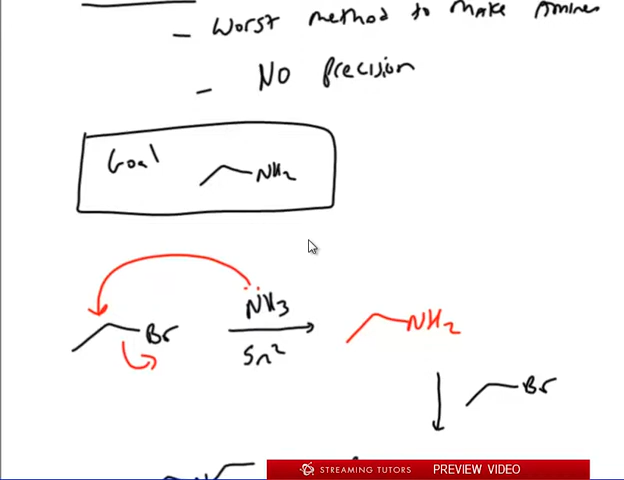 - Worst method to make Amines
- No Precision
Goal
NH2
NH3
Br
Sn2
NH2
Br
N
STREAMING TUTORS PREVIEW VIDEO